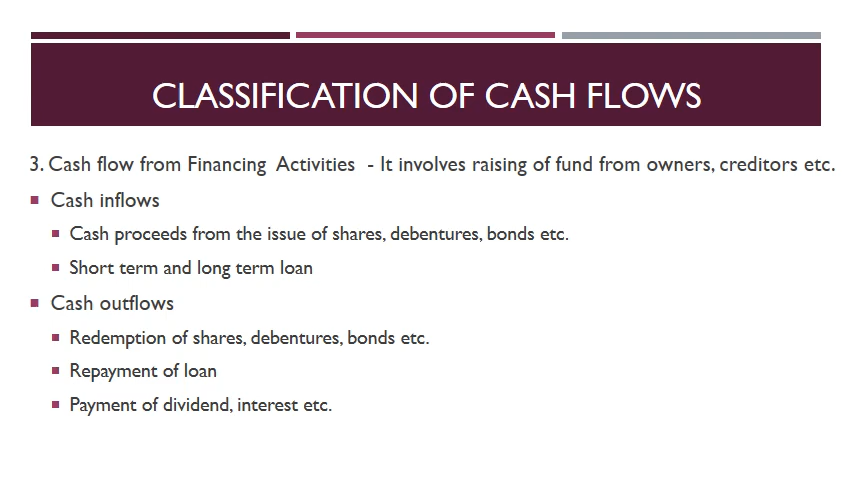 CLASSIFICATION OF CASH FLOWS
3. Cash flow from Financing Activities - It involves raising of fund from owners, creditors etc.
Cash inflows
Cash proceeds from the issue of shares, debentures, bonds etc.
Short term and long term loan
Cash outflows
Redemption of shares, debentures, bonds etc.
Repayment of loan
Payment of dividend, interest etc.